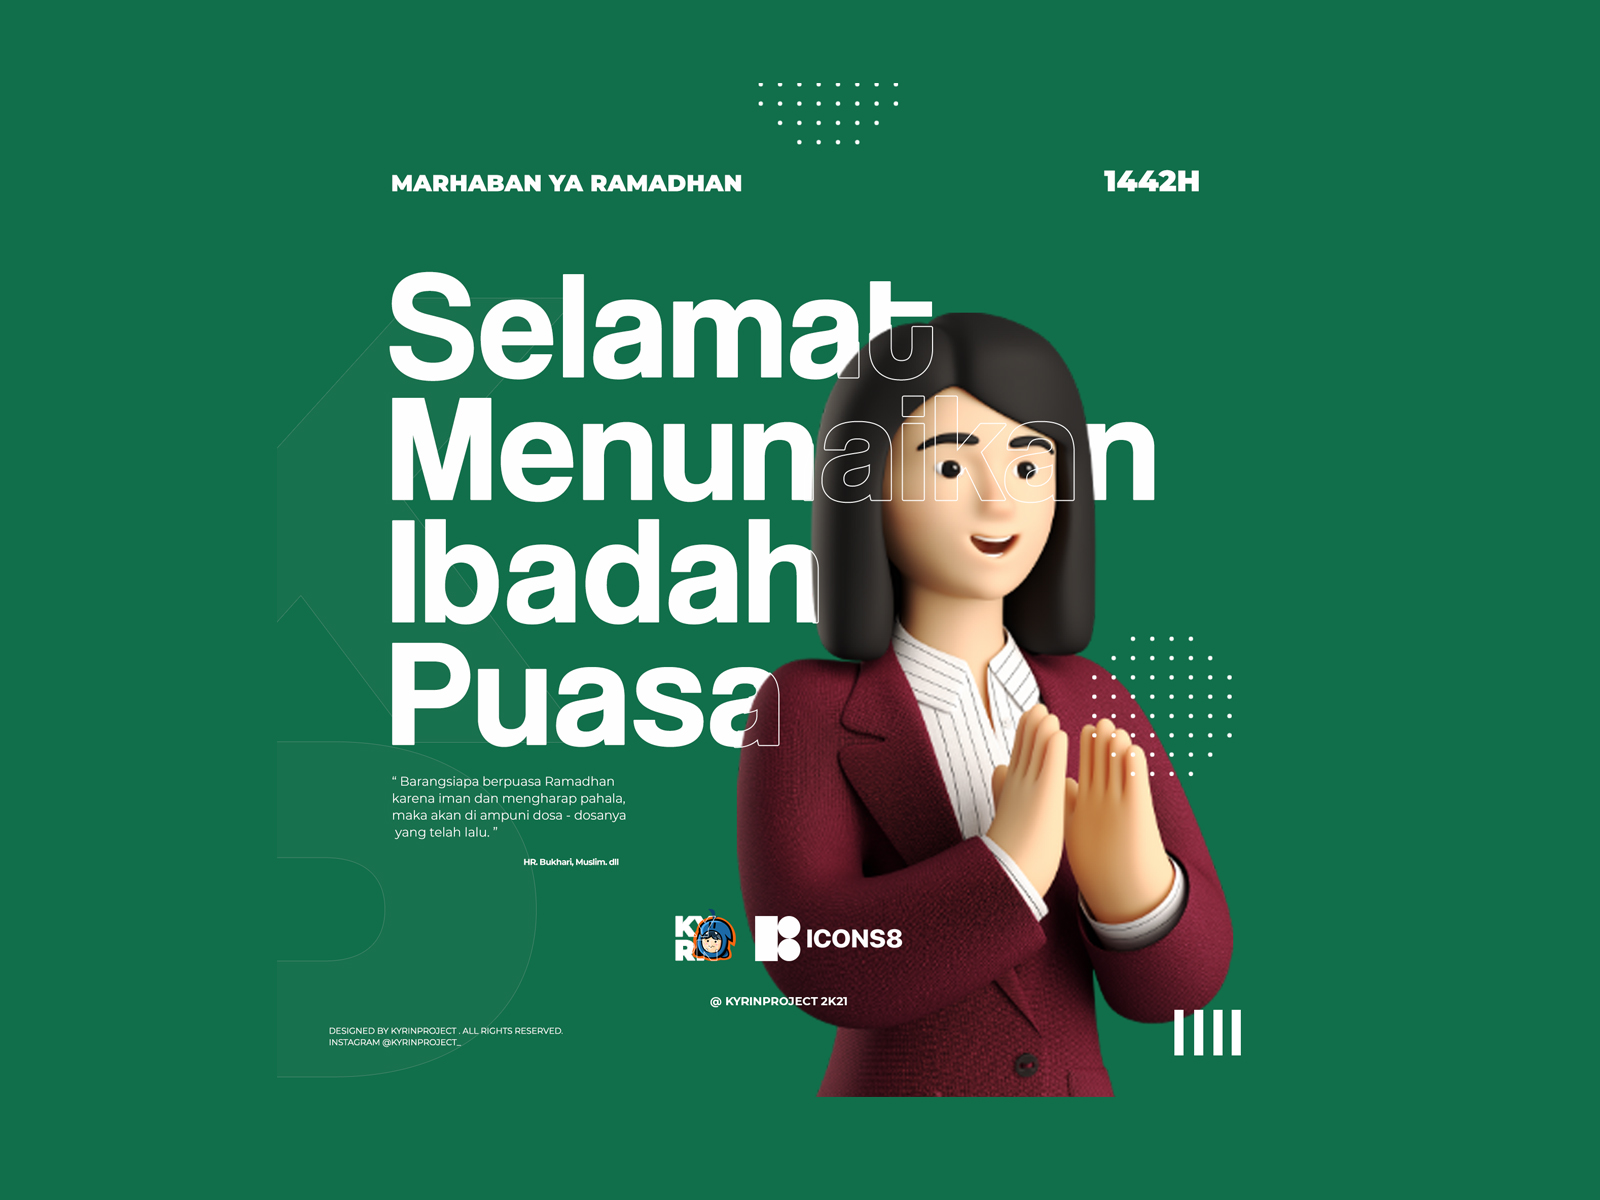 MARHABAN YA RAMADHAN
1442H
Selamat
Menunaikan
Ibadah
Puasa
“ Barangsiapa berpuasa Ramadhan
karena iman dan mengharap pahala,
maka akan di ampuni dosa - dosanya
yang telah lalu. ”
HR. Bukhari, Muslim. dll
ICONS8
@ KYRINPROJECT 2K21
DESIGNED BY KYRINPROJECT . ALL RIGHTS RESERVED.
INSTAGRAM @KYRINPROJECT_